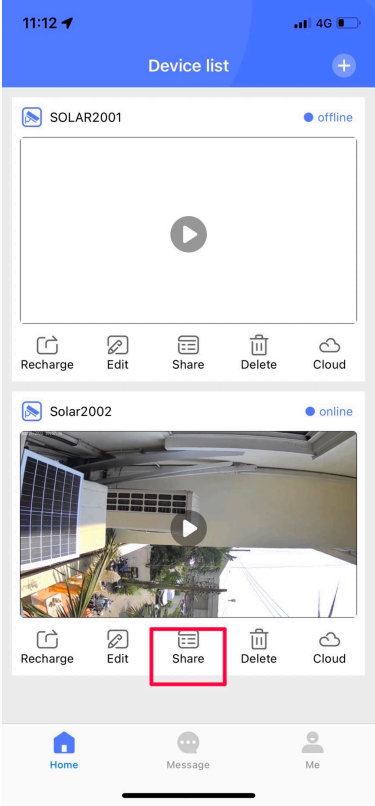 11:12
4G
Device list
SOLAR2001
offline
Recharge Edit Share Delete Cloud
Solar2002
online
Recharge Edit Share Delete Cloud
Home Message Me